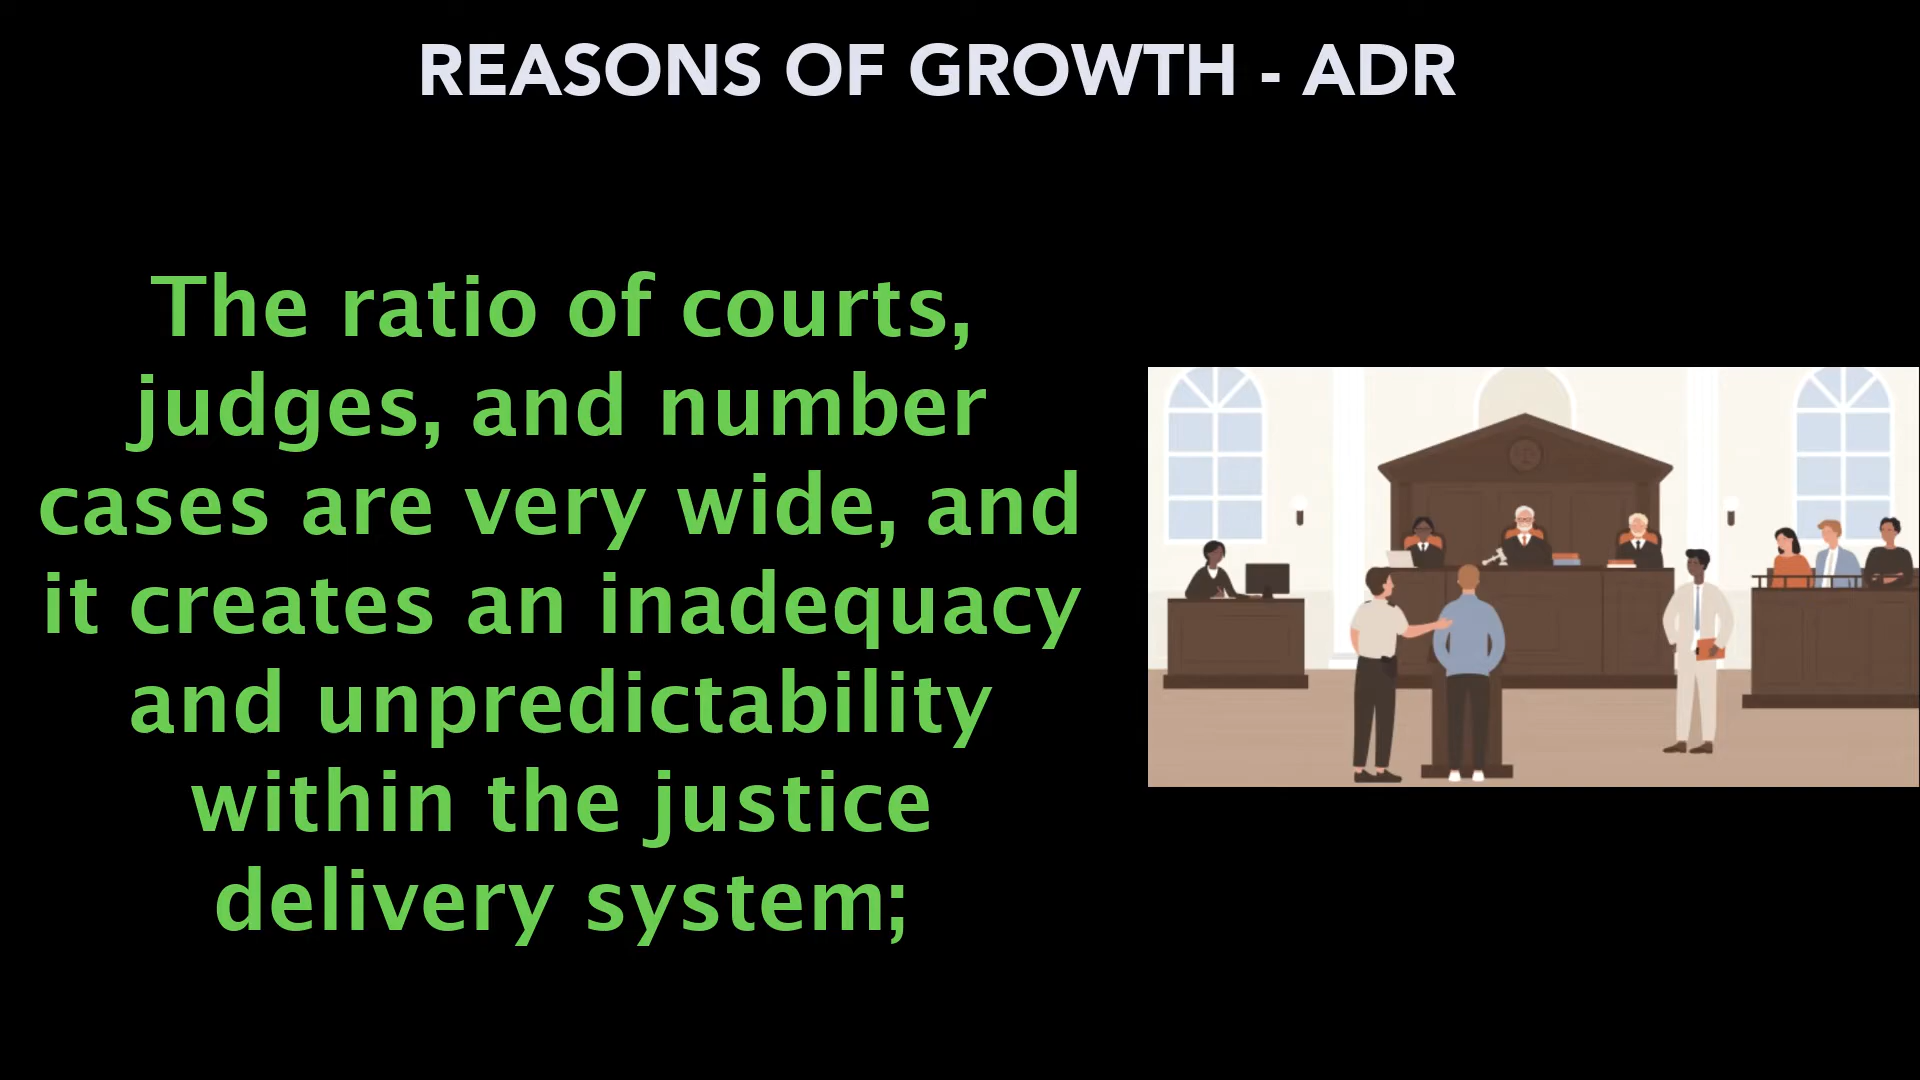 REASONS OF GROWTH - ADR
The ratio of courts,
judges, and number
cases are very wide, and
it creates an inadequacy
and unpredictability
within the justice
delivery system;